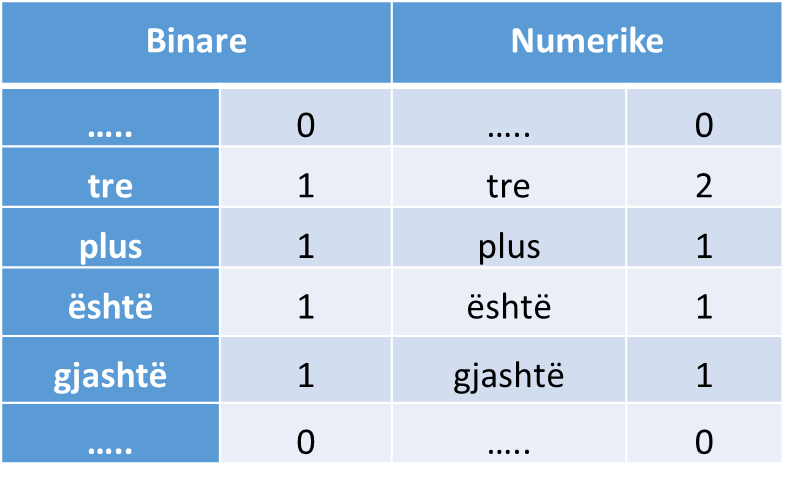 Binare Numerike
..... 0 ..... 0
tre 1 tre 2
plus 1 plus 1
është 1 është 1
gjashtë 1 gjashtë 1
..... 0 ..... 0